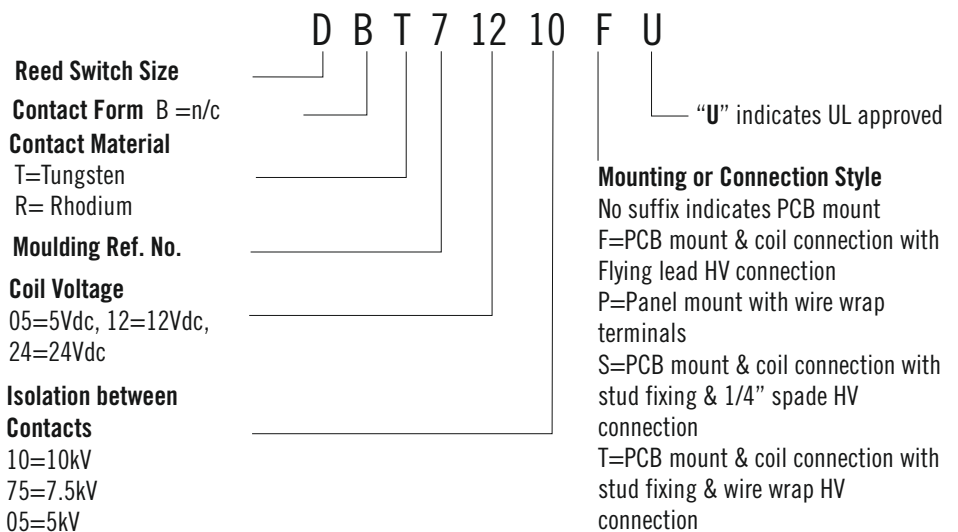 D B T 7 12 10 F U
Reed Switch Size
Contact Form B =n/c
Contact Material
T=Tungsten
R= Rhodium
Moulding Ref. No.
Coil Voltage
05=5Vdc, 12=12Vdc,
24=24Vdc
Isolation between
Contacts
10=10kV
75=7.5kV
05=5kV
“U” indicates UL approved
Mounting or Connection Style
No suffix indicates PCB mount
F=PCB mount & coil connection with
Flying lead HV connection
P=Panel mount with wire wrap
terminals
S=PCB mount & coil connection with
stud fixing & 1/4” spade HV
connection
T=PCB mount & coil connection with
stud fixing & wire wrap HV
connection